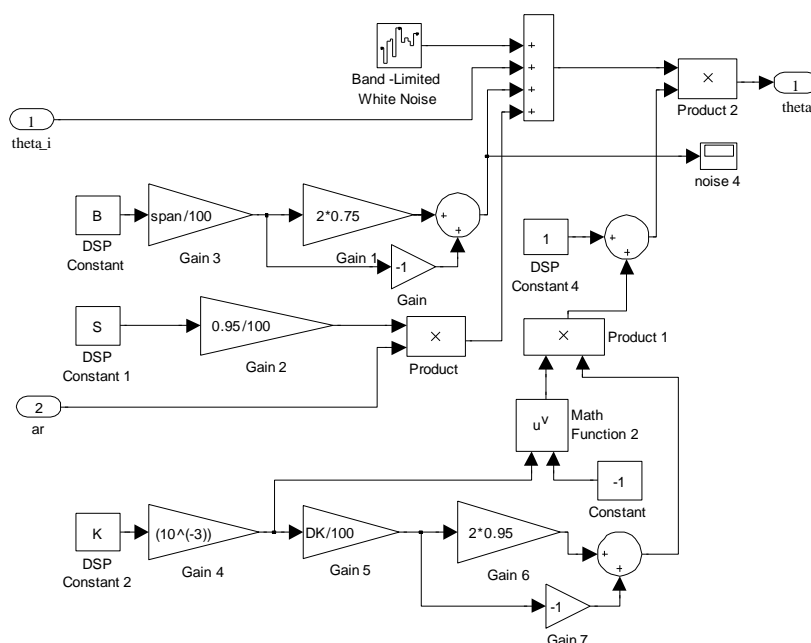 Band -Limited
White Noise
+
+
+
+
×
Product 2
1
theta
1
theta_i
noise 4
B
DSP
Constant
span/100
Gain 3
2*0.75
Gain 1
+
+
-1
Gain
1
DSP
Constant 4
+
+
S
DSP
Constant 1
0.95/100
Gain 2
×
Product
×
Product 1
2
ar
u^v
Math
Function 2
-1
Constant
K
DSP
Constant 2
(10^(-3))
Gain 4
DK/100
Gain 5
2*0.95
Gain 6
+
+
-1
Gain 7